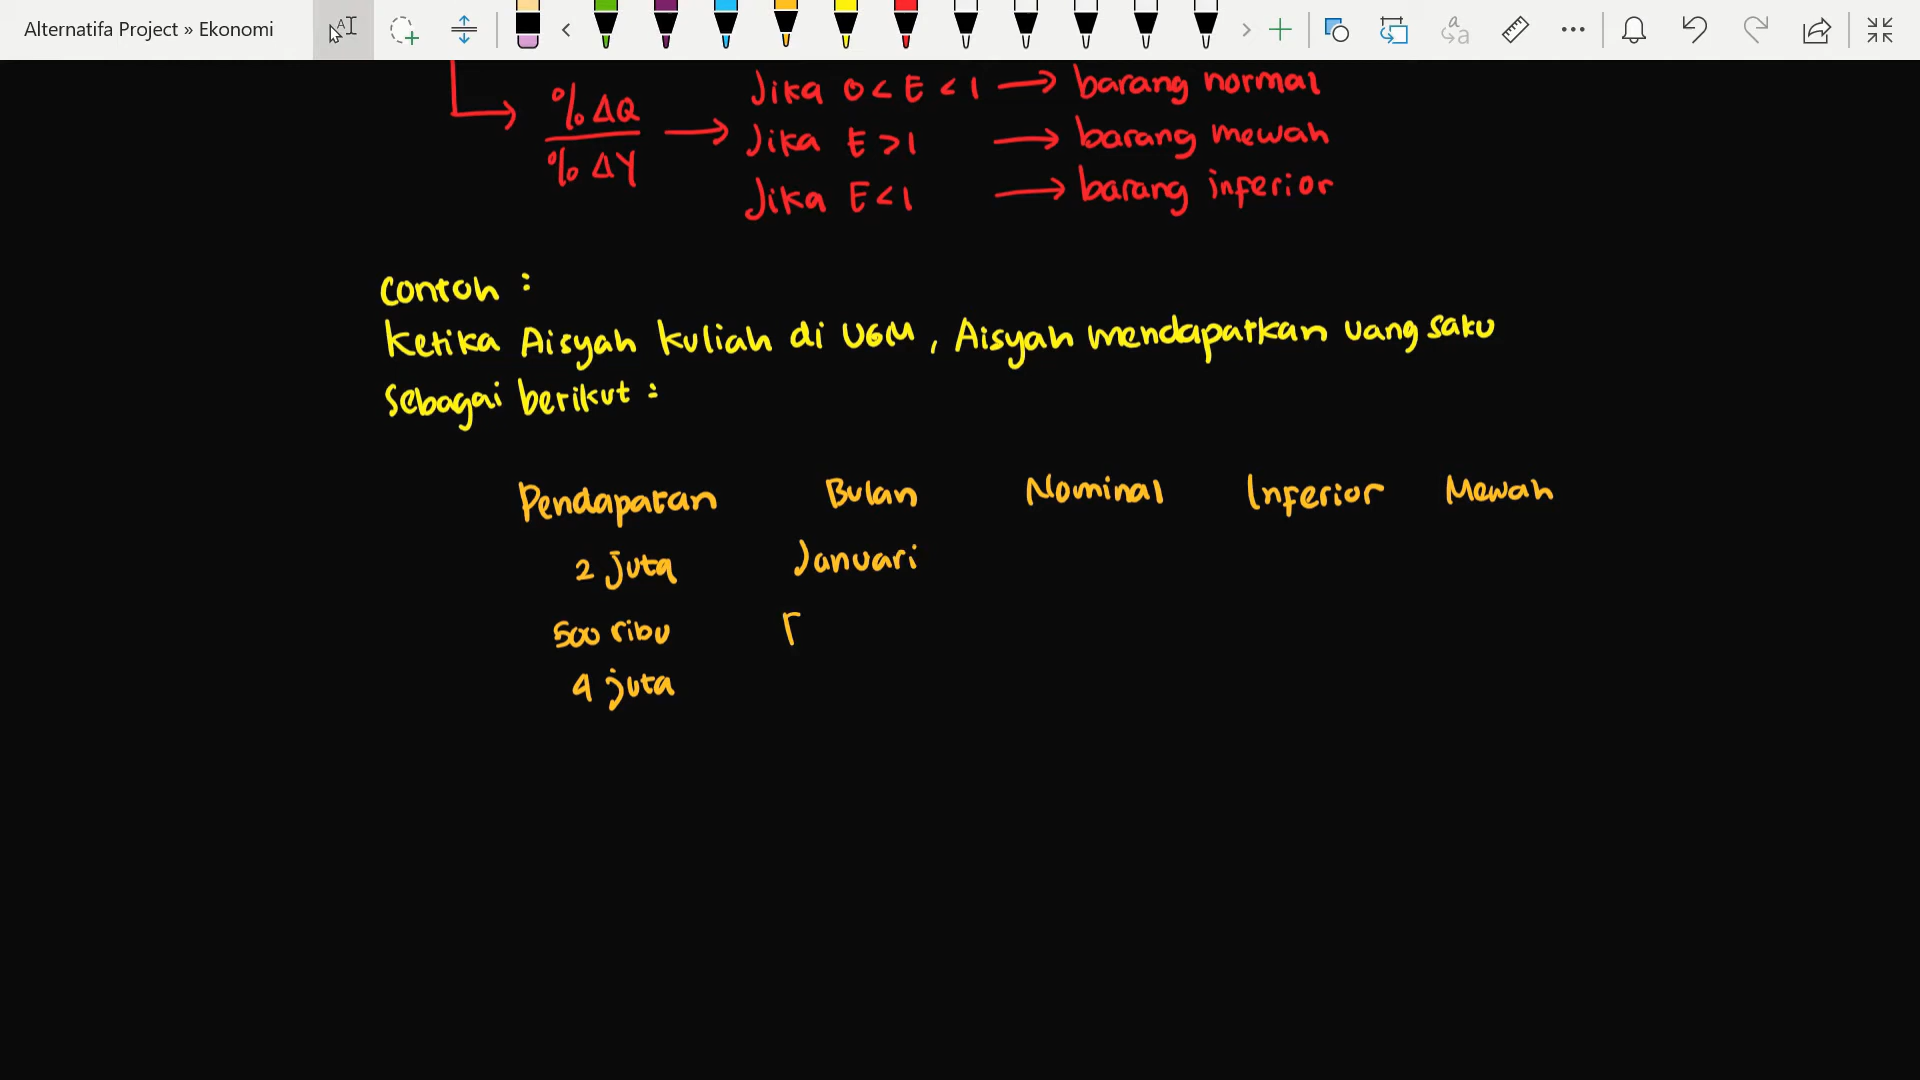 Alternatifa Project » Ekonomi
%ΔQ
%ΔY
Jika 0 < E < 1 → barang normal
Jika E > 1 → barang mewah
Jika E < 1 → barang inferior
Contoh :
Ketika Aisyah kuliah di UGM, Aisyah mendapatkan uang saku
sebagai berikut :
Pendapatan Bulan Nominal Inferior Mewah
2 juta Januari
500 ribu
4 juta